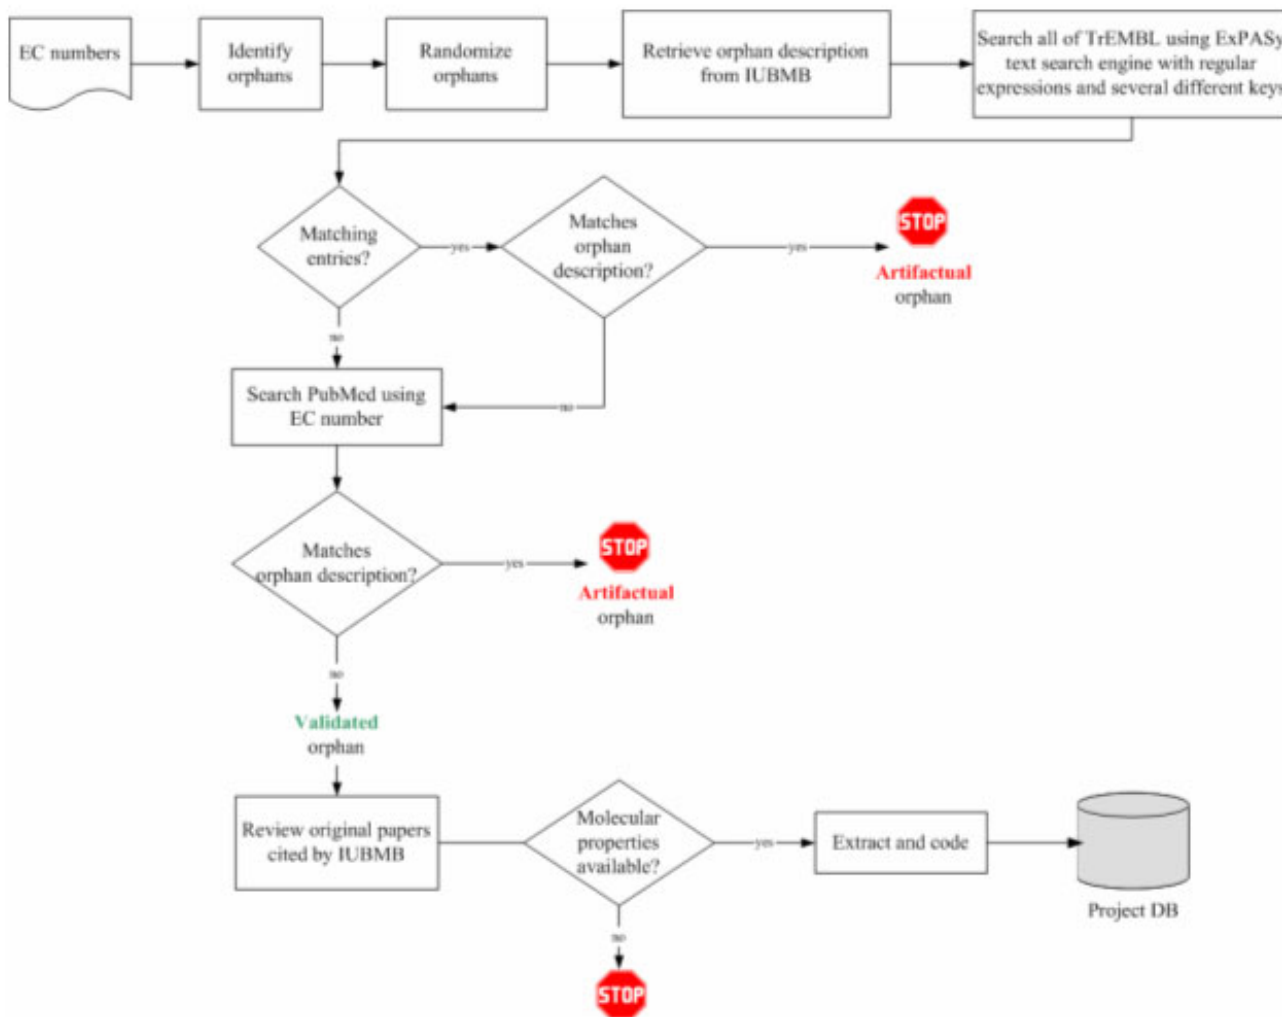 EC numbers
Identify
orphans
Randomize
orphans
Retrieve orphan description
from IUBMB
Search all of TrEMBL using ExPASy
text search engine with regular
expressions and several different keys
Matching
entries?
yes
Matches
orphan
description?
yes
STOP
Artifactual
orphan
no
no
Search PubMed using
EC number
Matches
orphan description?
yes
STOP
Artifactual
orphan
no
Validated
orphan
Review original papers
cited by IUBMB
Molecular
properties
available?
yes
Extract and code
Project DB
no
STOP